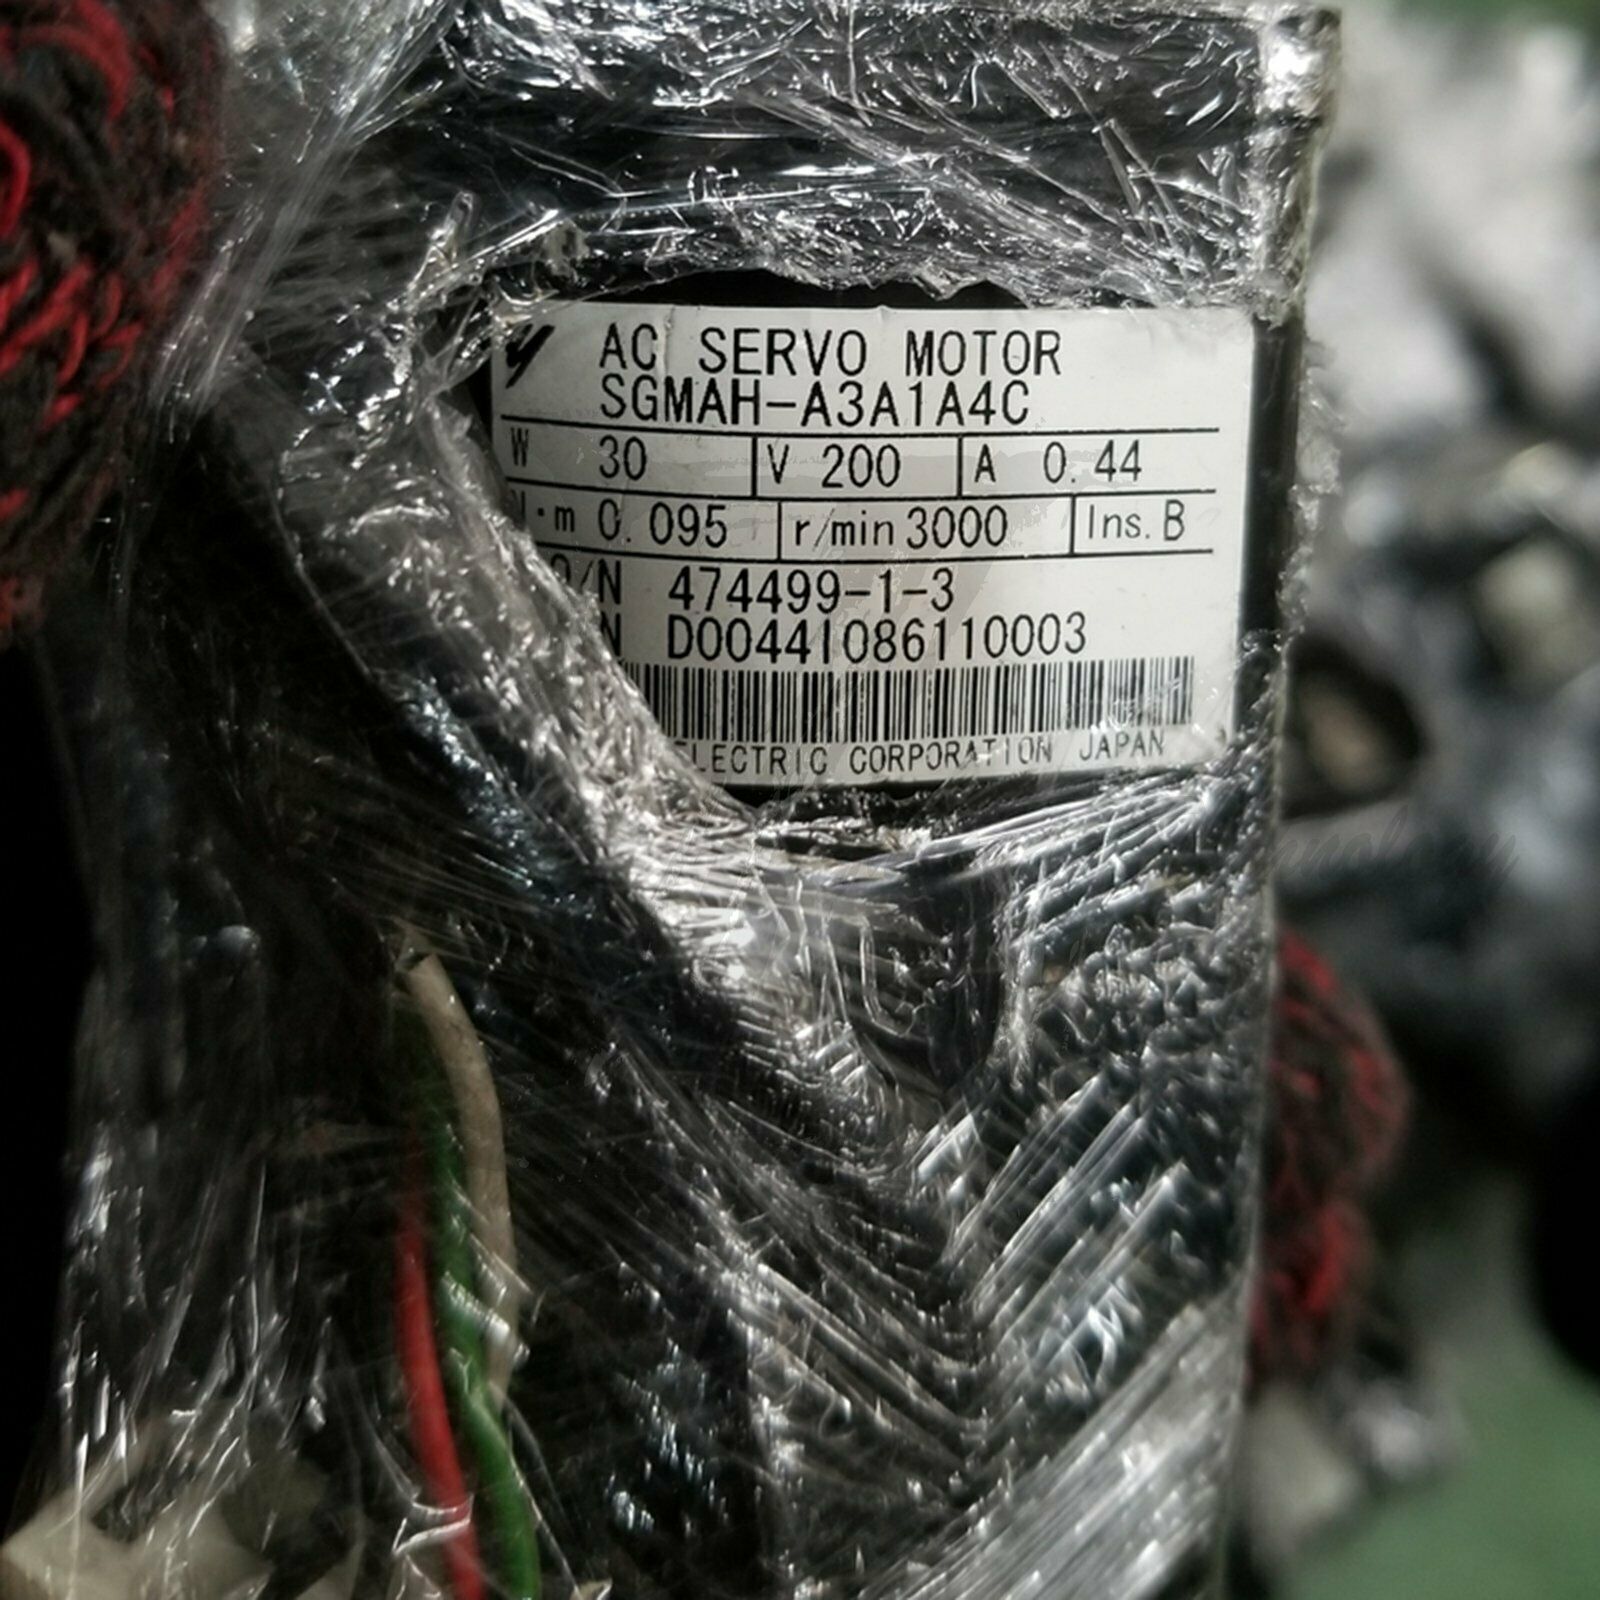 AC SERVO MOTOR
SGMAH-A3A1A4C
W 30 V 200 A 0.44
N·m 0.095 r/min 3000 Ins. B
O/N 474499-1-3
N D00441086110003
ELECTRIC CORPORATION JAPAN